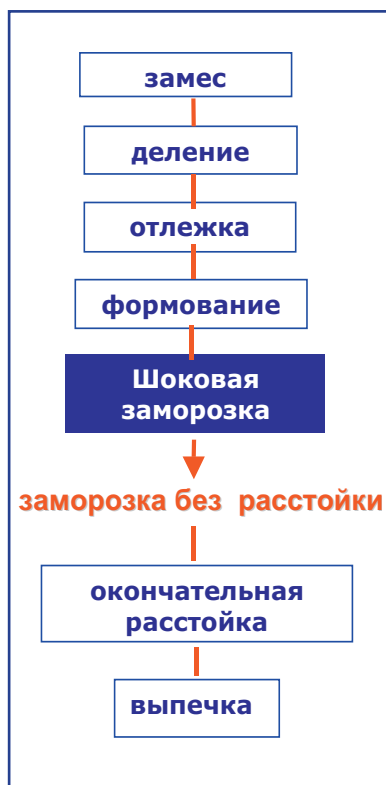 замес
деление
отлежка
формование
Шоковая
заморозка
заморозка без расстойки
окончательная
расстойка
выпечка